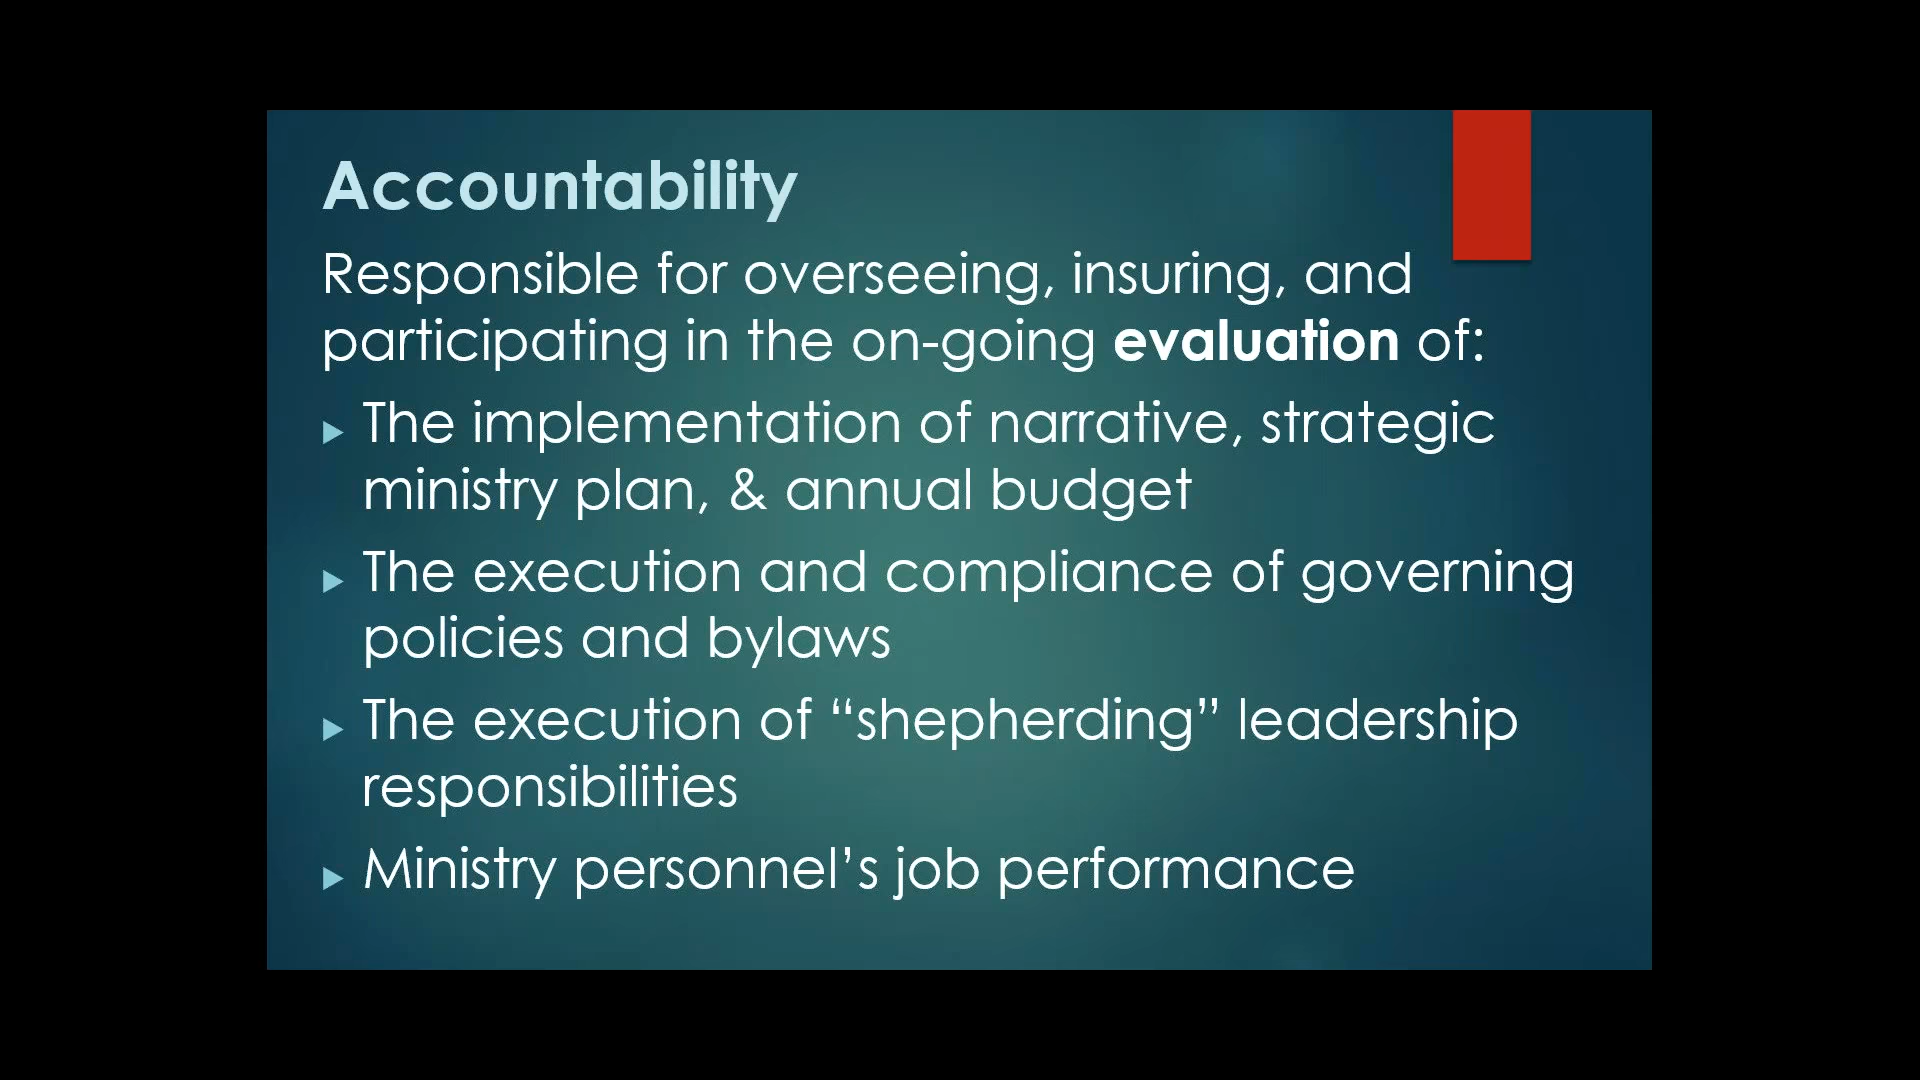 Accountability
Responsible for overseeing, insuring, and
participating in the on-going evaluation of:
The implementation of narrative, strategic
ministry plan, & annual budget
The execution and compliance of governing
policies and bylaws
The execution of “shepherding” leadership
responsibilities
Ministry personnel’s job performance